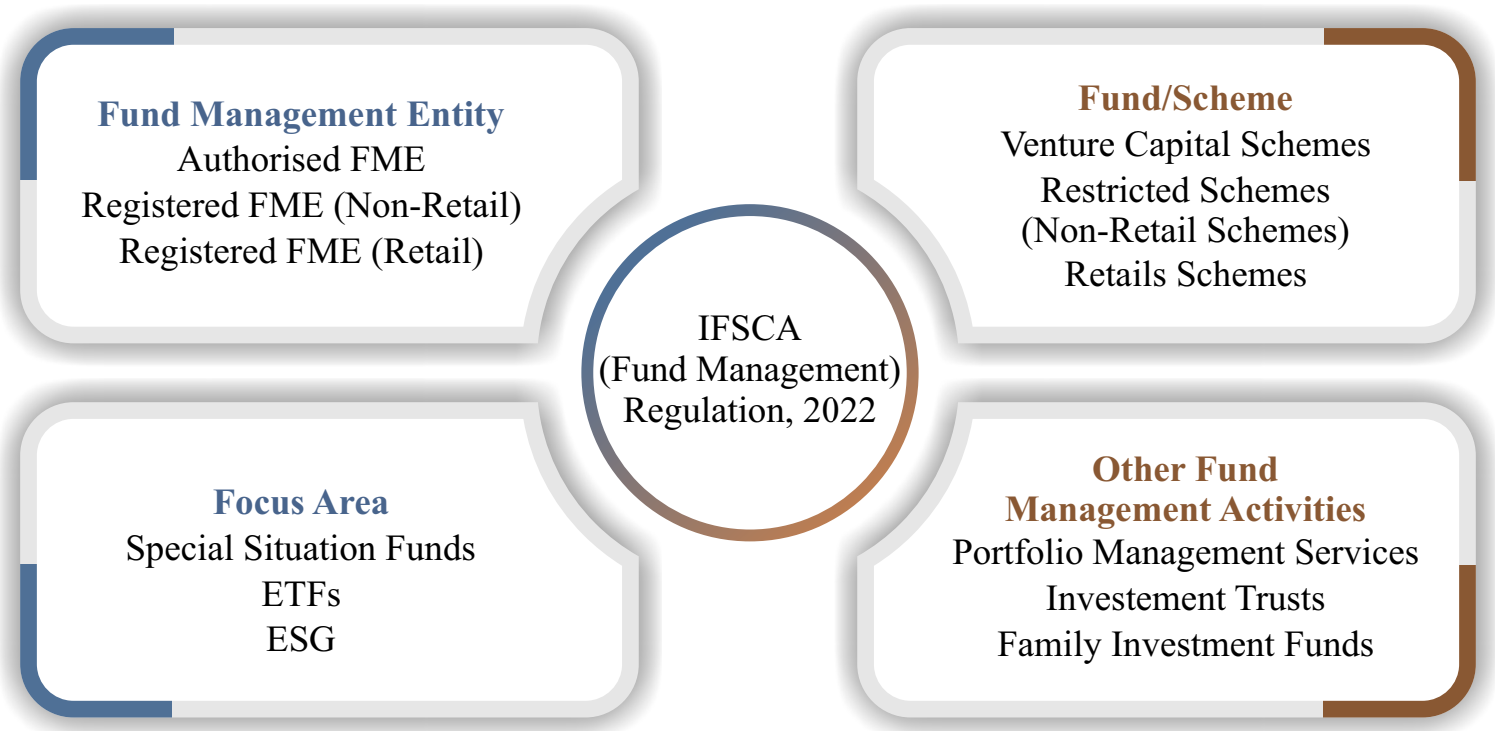 Fund Management Entity
Authorised FME
Registered FME (Non-Retail)
Registered FME (Retail)
Fund/Scheme
Venture Capital Schemes
Restricted Schemes
(Non-Retail Schemes)
Retails Schemes
IFSCA
(Fund Management)
Regulation, 2022
Focus Area
Special Situation Funds
ETFs
ESG
Other Fund
Management Activities
Portfolio Management Services
Investement Trusts
Family Investment Funds